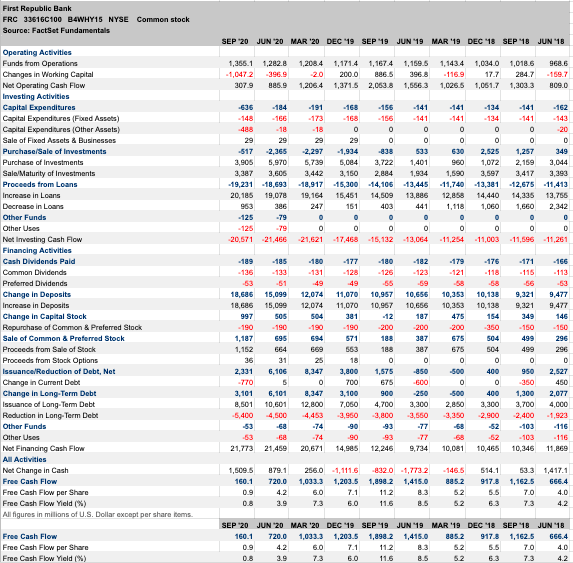 First Republic Bank
FRC 33616C100 B4WHY15 NYSE Common stock
Source: FactSet Fundamentals
SEP '20 JUN '20 MAR '20 DEC '19 SEP '19 JUN '19 MAR '19 DEC '18 SEP '18 JUN '18
Operating Activities
Funds from Operations 1,355.1 1,282.8 1,208.4 1,171.4 1,167.4 1,159.5 1,143.4 1,034.0 1,018.6 968.6
Changes in Working Capital -1,047.2 -396.9 -2.0 200.0 886.5 396.8 -116.9 17.7 284.7 -159.7
Net Operating Cash Flow 307.9 885.9 1,206.4 1,371.5 2,053.8 1,556.3 1,026.5 1,051.7 1,303.3 809.0
Investing Activities
Capital Expenditures -636 -184 -191 -168 -156 -141 -141 -134 -141 -162
Capital Expenditures (Fixed Assets) -148 -166 -173 -168 -156 -141 -141 -134 -141 -143
Capital Expenditures (Other Assets) -488 -18 -18 0 0 0 0 0 0 -20
Sale of Fixed Assets & Businesses 29 29 29 29 0 0 0 0 0 0
Purchase/Sale of Investments -517 -2,365 -2,297 -1,934 -838 533 630 2,525 1,257 349
Purchase of Investments 3,905 5,970 5,739 5,084 3,722 1,401 960 1,072 2,159 3,044
Sale/Maturity of Investments 3,387 3,605 3,442 3,150 2,884 1,934 1,590 3,597 3,417 3,393
Proceeds from Loans -19,231 -18,693 -18,917 -15,300 -14,106 -13,445 -11,740 -13,381 -12,675 -11,413
Increase in Loans 20,185 19,078 19,164 15,451 14,509 13,886 12,858 14,440 14,335 13,755
Decrease in Loans 953 386 247 151 403 441 1,118 1,060 1,660 2,342
Other Funds -125 -79 0 0 0 0 0 0 0 0
Other Uses -125 -79 0 0 0 0 0 0 0 0
Net Investing Cash Flow -20,571 -21,466 -21,621 -17,468 -15,132 -13,064 -11,254 -11,003 -11,596 -11,261
Financing Activities
Cash Dividends Paid -189 -185 -180 -177 -180 -182 -179 -176 -171 -166
Common Dividends -136 -133 -131 -128 -126 -123 -121 -118 -115 -113
Preferred Dividends -53 -51 -49 -49 -55 -59 -58 -58 -56 -53
Change in Deposits 18,686 15,099 12,074 11,070 10,957 10,656 10,353 10,138 9,321 9,477
Increase in Deposits 18,686 15,099 12,074 11,070 10,957 10,656 10,353 10,138 9,321 9,477
Change in Capital Stock 997 505 504 381 -12 187 475 154 349 146
Repurchase of Common & Preferred Stock -190 -190 -190 -190 -200 -200 -200 -350 -150 -150
Sale of Common & Preferred Stock 1,187 695 694 571 188 387 675 504 499 296
Proceeds from Sale of Stock 1,152 664 669 553 188 387 675 504 499 296
Proceeds from Stock Options 36 31 25 18 0 0 0 0 0 0
Issuance/Reduction of Debt, Net 2,331 6,106 8,347 3,800 1,575 -850 -500 400 950 2,527
Change in Current Debt -770 5 0 700 675 -600 0 0 -350 450
Change in Long-Term Debt 3,101 6,101 8,347 3,100 900 -250 -500 400 1,300 2,077
Issuance of Long-Term Debt 8,501 10,601 12,800 7,050 4,700 3,300 2,850 3,300 3,700 4,000
Reduction in Long-Term Debt -5,400 -4,500 -4,453 -3,950 -3,800 -3,550 -3,350 -2,900 -2,400 -1,923
Other Funds -53 -68 -74 -90 -93 -77 -68 -52 -103 -116
Other Uses -53 -68 -74 -90 -93 -77 -68 -52 -103 -116
Net Financing Cash Flow 21,773 21,459 20,671 14,985 12,246 9,734 10,081 10,465 10,346 11,869
All Activities
Net Change in Cash 1,509.5 879.1 256.0 -1,111.6 -832.0 -1,773.2 -146.5 514.1 53.3 1,417.1
Free Cash Flow 160.1 720.0 1,033.3 1,203.5 1,898.2 1,415.0 885.2 917.8 1,162.5 666.4
Free Cash Flow per Share 0.9 4.2 6.0 7.1 11.2 8.3 5.2 5.5 7.0 4.0
Free Cash Flow Yield (%) 0.8 3.9 7.3 6.0 11.6 8.5 5.2 6.3 7.3 4.2
All figures in millions of U.S. Dollar except per share items.
SEP '20 JUN '20 MAR '20 DEC '19 SEP '19 JUN '19 MAR '19 DEC '18 SEP '18 JUN '18
Free Cash Flow 160.1 720.0 1,033.3 1,203.5 1,898.2 1,415.0 885.2 917.8 1,162.5 666.4
Free Cash Flow per Share 0.9 4.2 6.0 7.1 11.2 8.3 5.2 5.5 7.0 4.0
Free Cash Flow Yield (%) 0.8 3.9 7.3 6.0 11.6 8.5 5.2 6.3 7.3 4.2